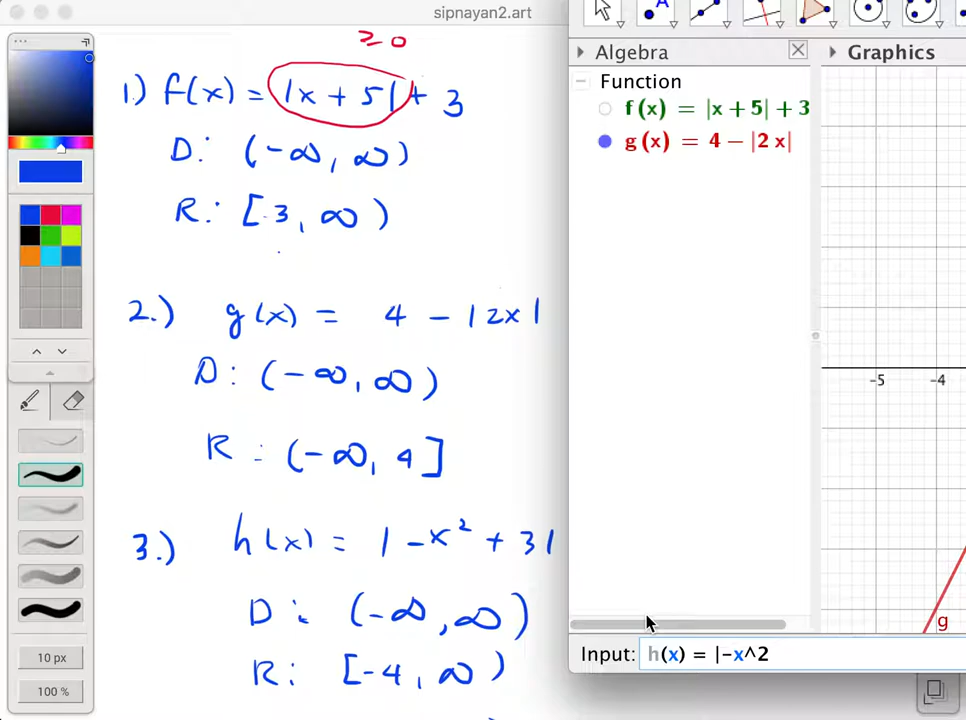 sipnayan2.art
≥ 0
1) f(x) = |x + 5| + 3
D: (-∞, ∞)
R: [3, ∞)
2.) g(x) = 4 - |2x|
D: (-∞, ∞)
R: (-∞, 4]
3.) h(x) = |-x² + 3|
D: (-∞, ∞)
R: [-4, ∞)
10 px
100 %
Algebra
Function
f(x) = |x + 5| + 3
g(x) = 4 − |2 x|
Input: h(x) = |-x^2
Graphics
-5 -4
g